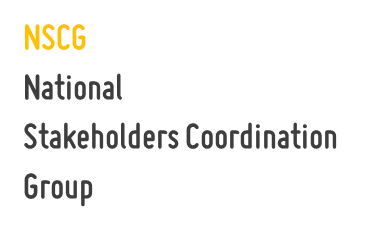 NSCG
National
Stakeholders Coordination
Group